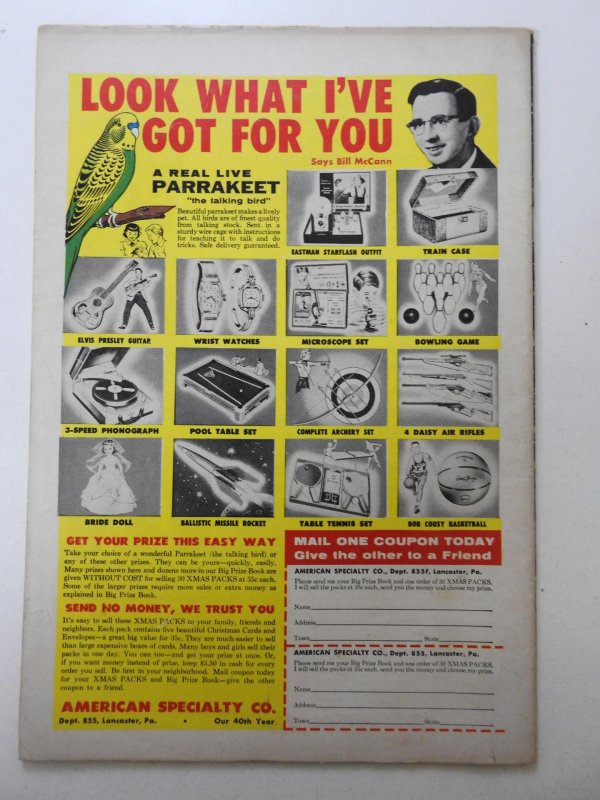 LOOK WHAT I'VE
GOT FOR YOU
Says Bill McCann
A REAL LIVE
PARRAKEET
"the talking bird"
Beautiful parrakeet makes a lively
pet. All birds are of finest quality
from talking stock. Sent in a
sturdy wire cage with instructions
for teaching it to talk and do
tricks. Safe delivery guaranteed.
EASTMAN STARFLASH OUTFIT
TRAIN CASE
ELVIS PRESLEY GUITAR
WRIST WATCHES
MICROSCOPE SET
BOWLING GAME
3-SPEED PHONOGRAPH
POOL TABLE SET
COMPLETE ARCHERY SET
4 DAISY AIR RIFLES
BRIDE DOLL
BALLISTIC MISSILE ROCKET
TABLE TENNIS SET
BOB COUSY BASKETBALL
GET YOUR PRIZE THIS EASY WAY
Take your choice of a wonderful Parrakeet (the talking bird) or
any of these other prizes. They can be yours—quickly, easily.
Many prizes shown here and dozens more in our Big Prize Book are
given WITHOUT COST for selling 30 XMAS PACKS at 35c each.
Some of the larger prizes require more sales or extra money as
explained in Big Prize Book.
SEND NO MONEY, WE TRUST YOU
It's easy to sell these XMAS PACKS to your family, friends and
neighbors. Each pack contains five beautiful Christmas Cards and
Envelopes—a great big value for 35c. They are much easier to sell
than large expensive boxes of cards. Many boys and girls sell their
packs in one day. You can too—and get your prize at once. Or,
if you want money instead of prize, keep $3.50 in cash for every
order you sell. Be first in your neighborhood. Mail coupon today
for your XMAS PACKS and Big Prize Book—give the other
coupon to a friend.
AMERICAN SPECIALTY CO.
Dept. 855, Lancaster, Pa. • Our 40th Year
MAIL ONE COUPON TODAY
Give the other to a Friend
AMERICAN SPECIALTY CO., Dept. 855F, Lancaster, Pa.
Please send me your Big Prize Book and one order of 30 XMAS PACKS.
I will sell the packs at 35c each, send you the money and choose my prize.
Name
Address
Town State
AMERICAN SPECIALTY CO., Dept. 855, Lancaster, Pa.
Please send me your Big Prize Book and one order of 30 XMAS PACKS.
I will sell the packs at 35c each, send you the money and choose my prize.
Name
Address
Town State